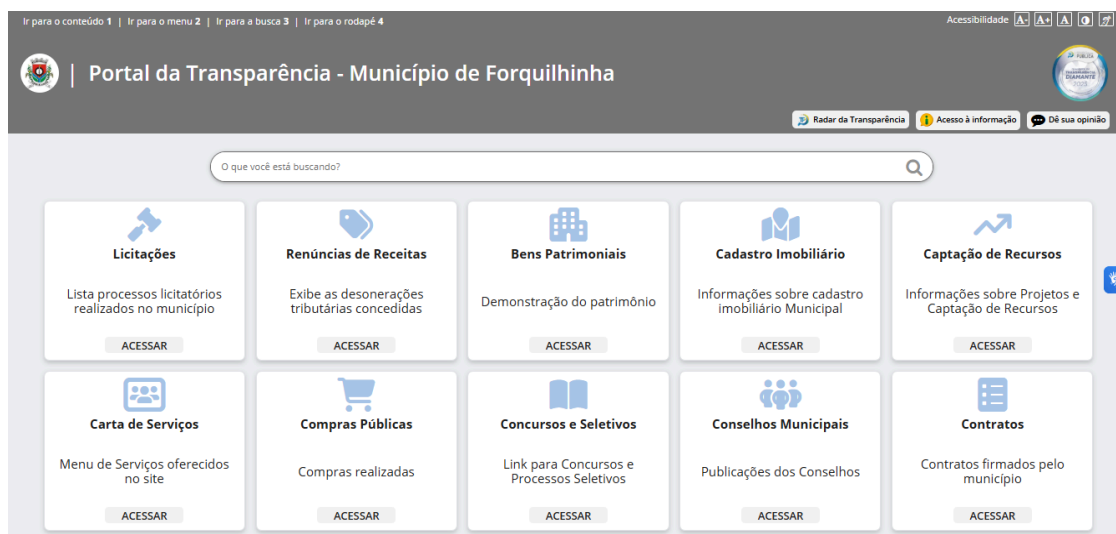 Ir para o conteúdo 1 | Ir para o menu 2 | Ir para a busca 3 | Ir para o rodapé 4
Acessibilidade A- A+ A
| Portal da Transparência - Município de Forquilhinha
DIAMANTE
Radar da Transparência
Acesso à informação
Dê sua opinião
O que você está buscando?
Licitações
Lista processos licitatórios
realizados no município
ACESSAR
Renúncias de Receitas
Exibe as desonerações
tributárias concedidas
ACESSAR
Bens Patrimoniais
Demonstração do patrimônio
ACESSAR
Cadastro Imobiliário
Informações sobre cadastro
imobiliário Municipal
ACESSAR
Captação de Recursos
Informações sobre Projetos e
Captação de Recursos
ACESSAR
Carta de Serviços
Menu de Serviços oferecidos
no site
ACESSAR
Compras Públicas
Compras realizadas
ACESSAR
Concursos e Seletivos
Link para Concursos e
Processos Seletivos
ACESSAR
Conselhos Municipais
Publicações dos Conselhos
ACESSAR
Contratos
Contratos firmados pelo
município
ACESSAR